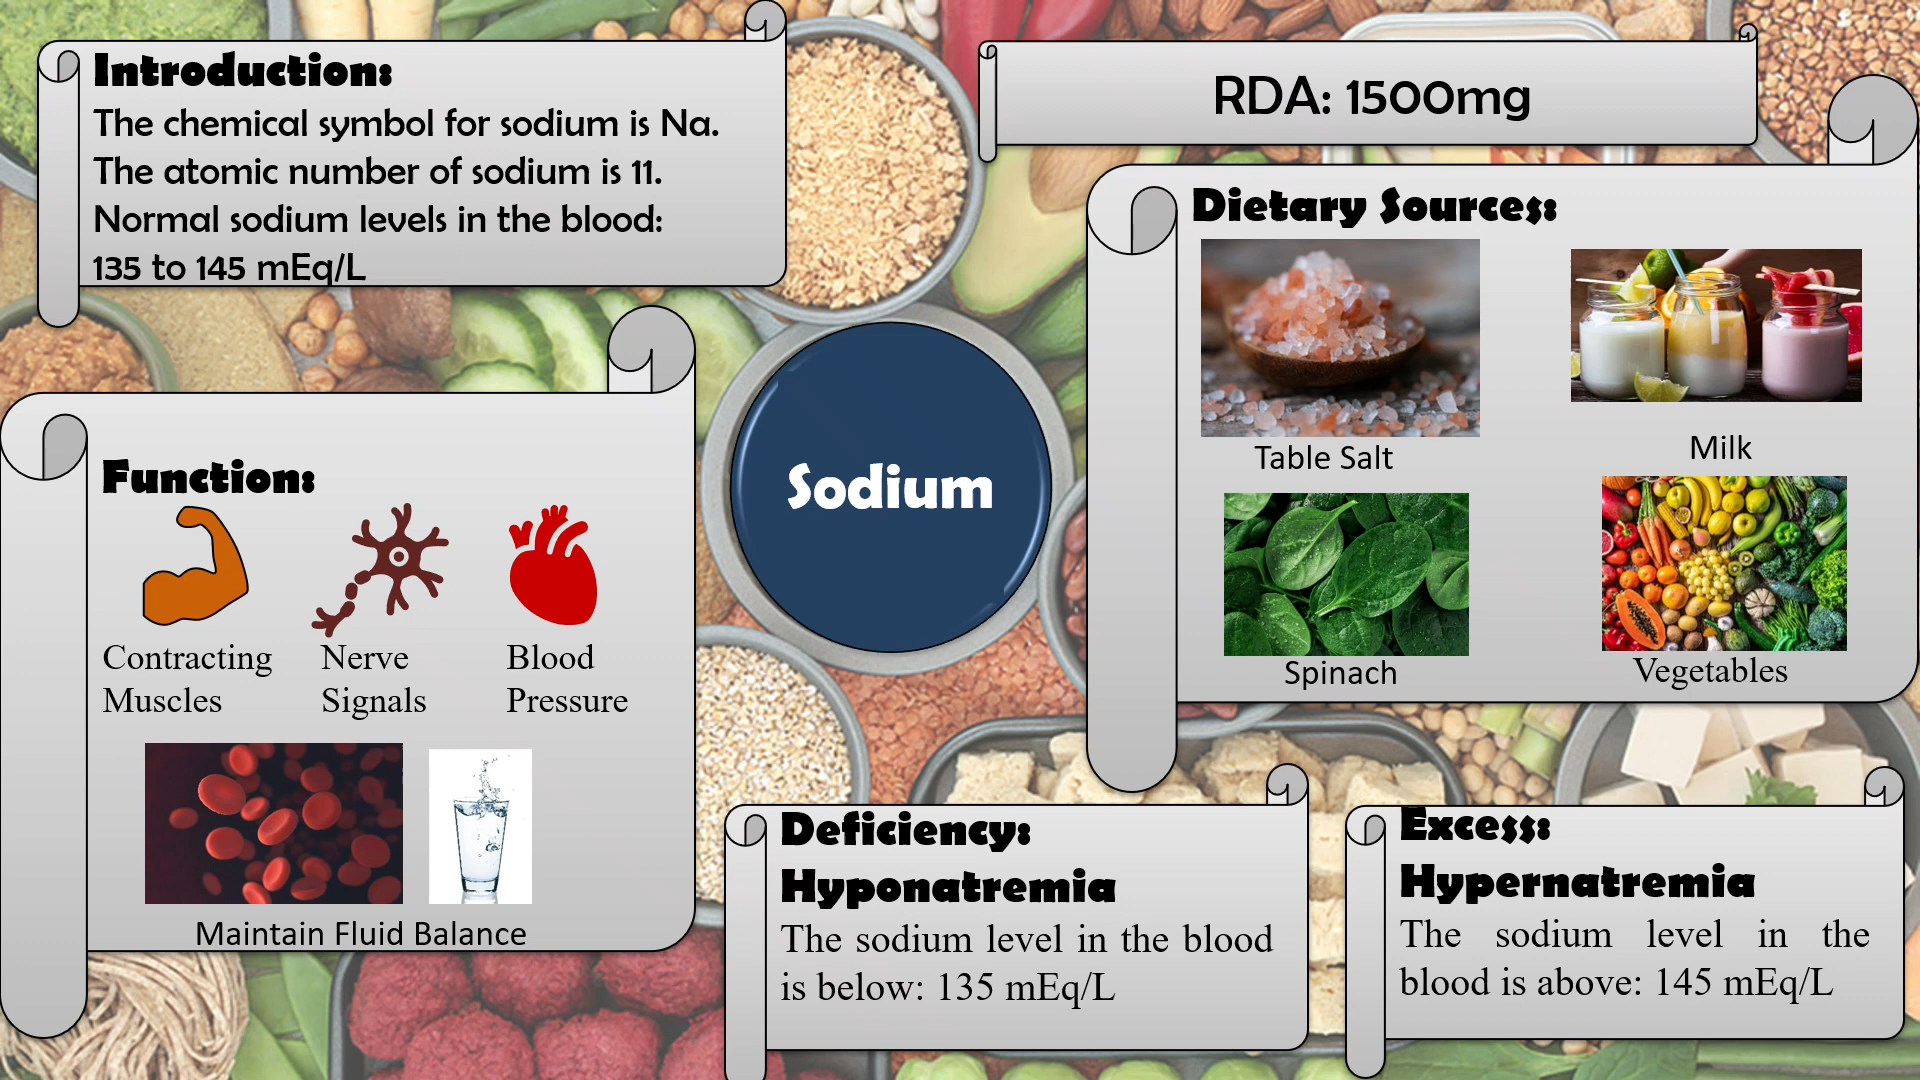 Introduction:
The chemical symbol for sodium is Na.
The atomic number of sodium is 11.
Normal sodium levels in the blood:
135 to 145 mEq/L
RDA: 1500mg
Dietary Sources:
Table Salt
Milk
Spinach
Vegetables
Sodium
Function:
Contracting
Muscles
Nerve
Signals
Blood
Pressure
Maintain Fluid Balance
Deficiency:
Hyponatremia
The sodium level in the blood
is below: 135 mEq/L
Excess:
Hypernatremia
The sodium level in the
blood is above: 145 mEq/L